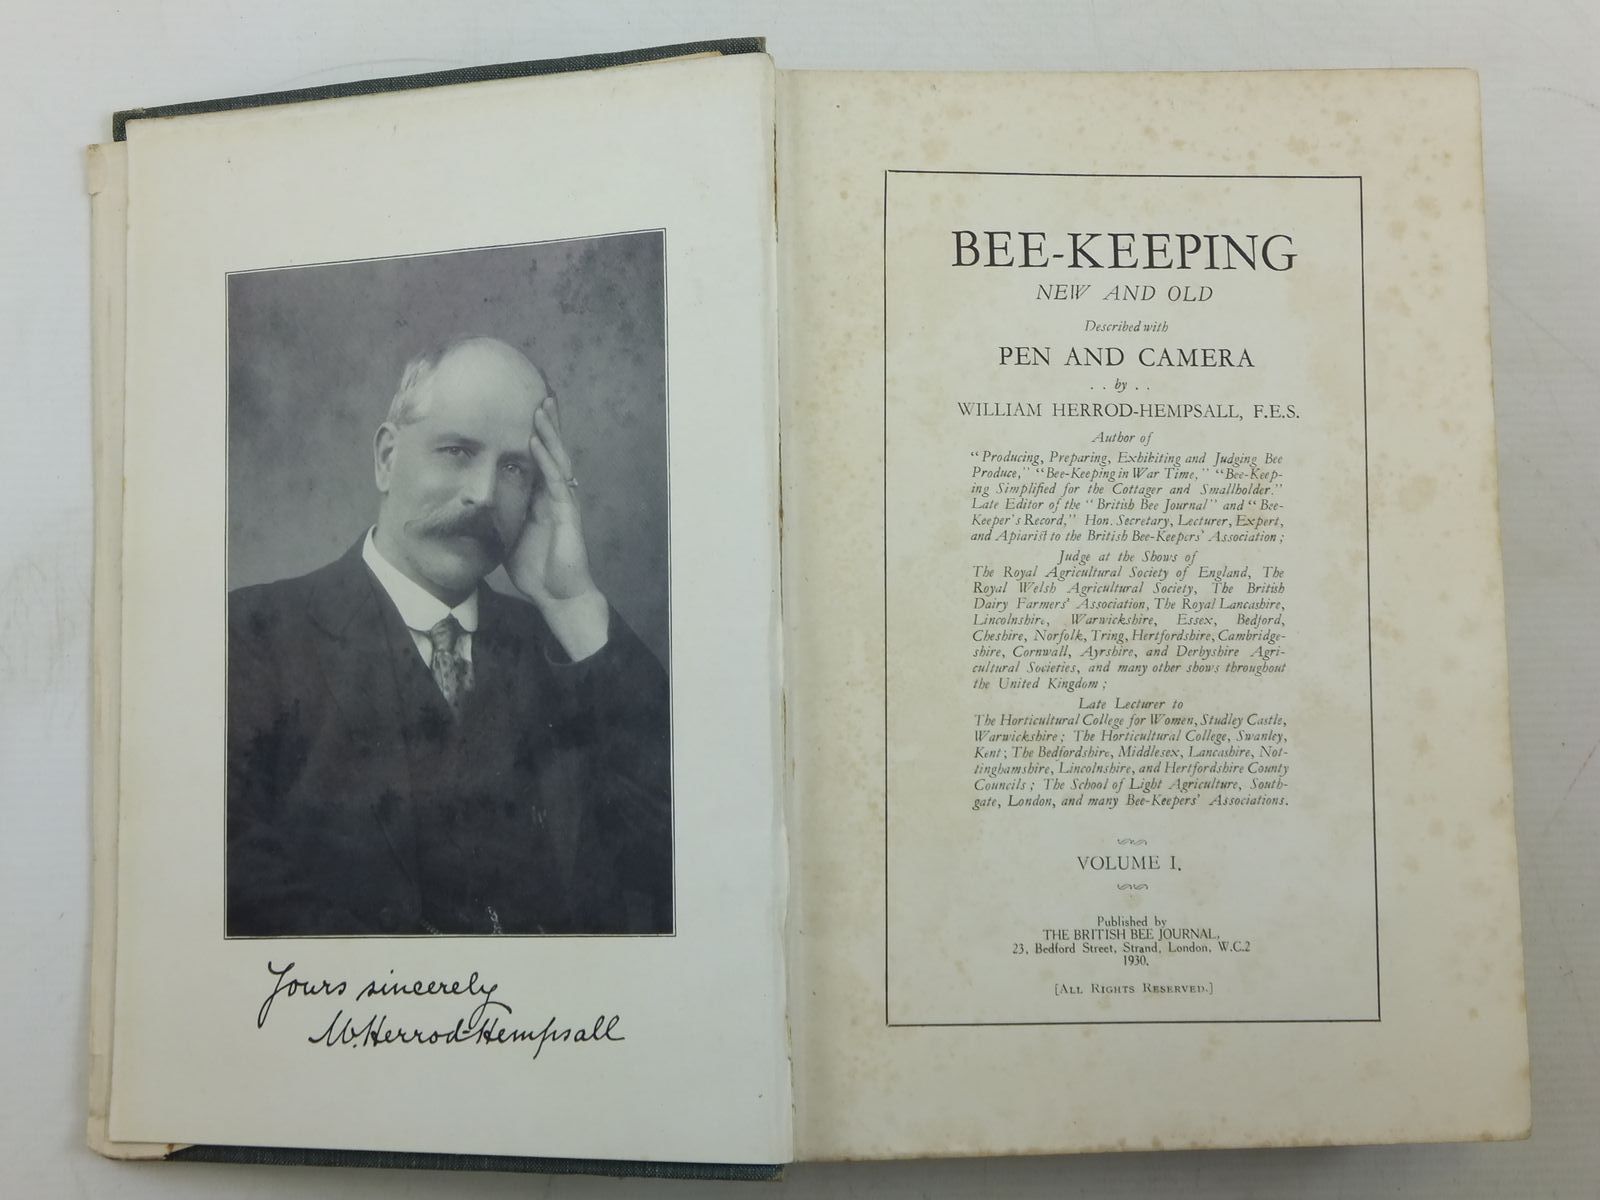 Yours sincerely
W. Herrod-Hempsall
BEE-KEEPING
NEW AND OLD
Described with
PEN AND CAMERA
. . by . .
WILLIAM HERROD-HEMPSALL, F.E.S.
Author of
"Producing, Preparing, Exhibiting and Judging Bee
Produce," "Bee-Keeping in War Time," "Bee-Keep-
ing Simplified for the Cottager and Smallholder."
Late Editor of the "British Bee Journal" and "Bee-
Keeper's Record," Hon. Secretary, Lecturer, Expert,
and Apiarist to the British Bee-Keepers' Association;
Judge at the Shows of
The Royal Agricultural Society of England, The
Royal Welsh Agricultural Society, The British
Dairy Farmers' Association, The Royal Lancashire,
Lincolnshire, Warwickshire, Essex, Bedford,
Cheshire, Norfolk, Tring, Hertfordshire, Cambridge-
shire, Cornwall, Ayrshire, and Derbyshire Agri-
cultural Societies, and many other shows throughout
the United Kingdom;
Late Lecturer to
The Horticultural College for Women, Studley Castle,
Warwickshire; The Horticultural College, Swanley,
Kent; The Bedfordshire, Middlesex, Lancashire, Not-
tinghamshire, Lincolnshire, and Hertfordshire County
Councils; The School of Light Agriculture, South-
gate, London, and many Bee-Keepers' Associations.
VOLUME I.
Published by
THE BRITISH BEE JOURNAL,
23, Bedford Street, Strand, London, W.C.2
1930.
[ALL RIGHTS RESERVED.]